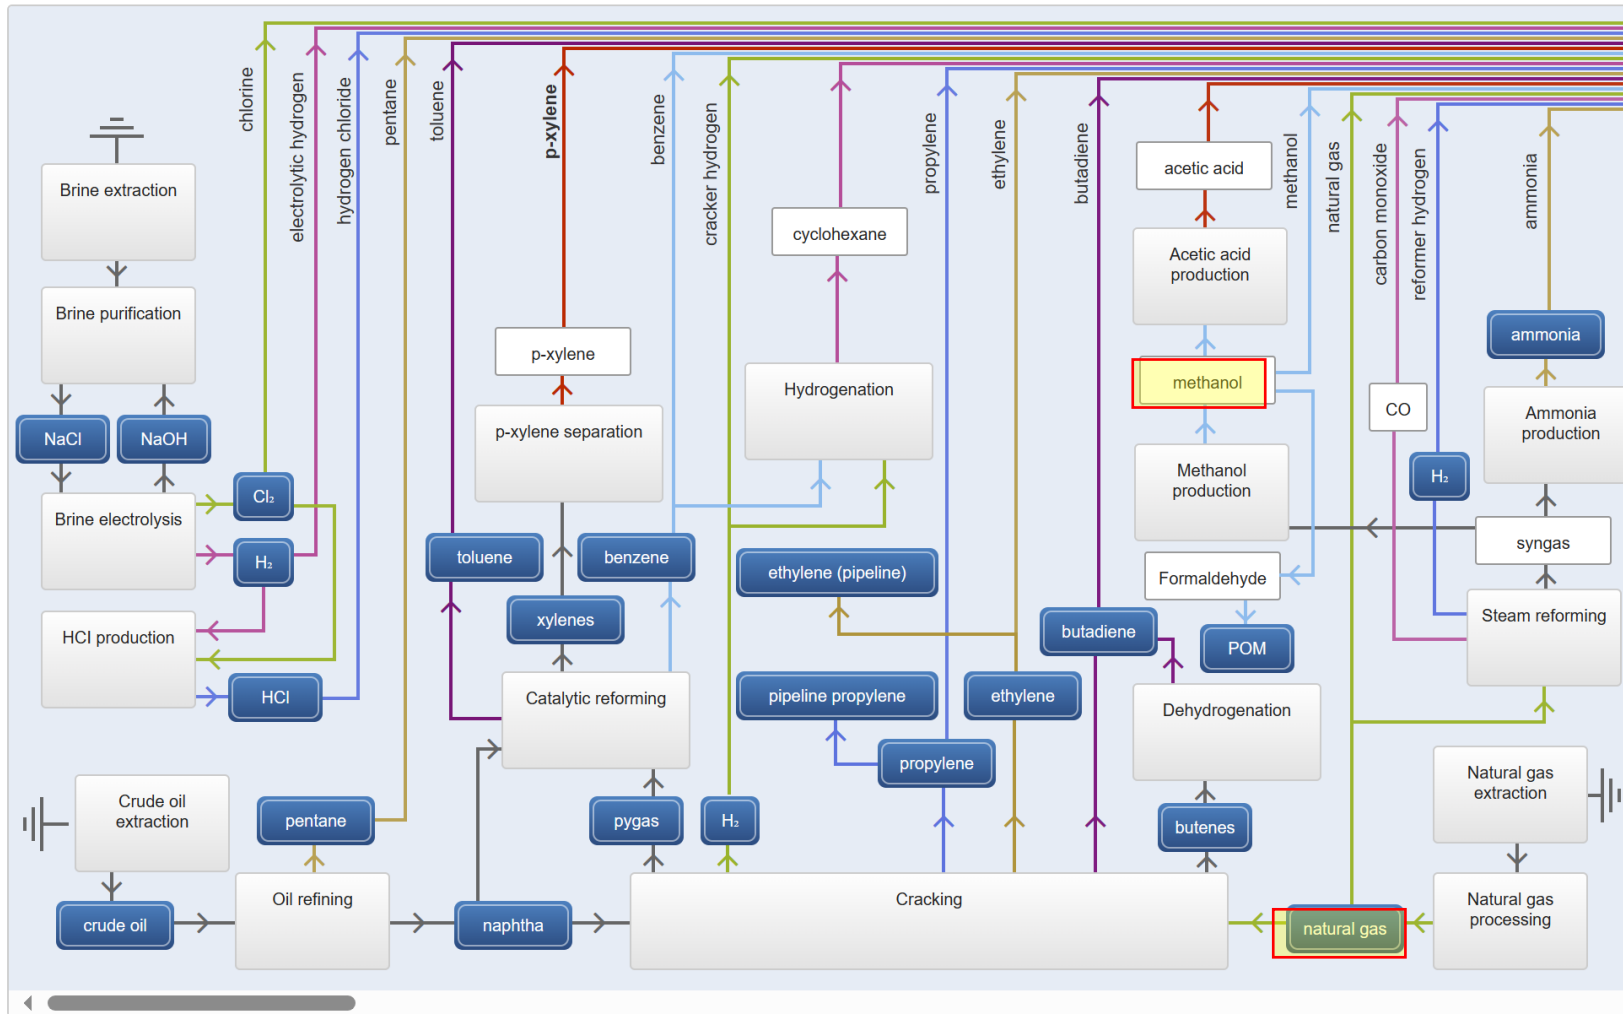 chlorine
electrolytic hydrogen
hydrogen chloride
pentane
toluene
p-xylene
benzene
cracker hydrogen
propylene
ethylene
butadiene
methanol
natural gas
carbon monoxide
reformer hydrogen
ammonia
acetic acid
Brine extraction
cyclohexane
Acetic acid
production
Brine purification
ammonia
p-xylene
methanol
Hydrogenation
CO
Ammonia
production
p-xylene separation
NaCl
NaOH
Methanol
production
H₂
Cl₂
Brine electrolysis
syngas
toluene
benzene
H₂
ethylene (pipeline)
Formaldehyde
xylenes
Steam reforming
HCl production
butadiene
POM
HCl
Catalytic reforming
pipeline propylene
ethylene
Dehydrogenation
propylene
Natural gas
extraction
Crude oil
extraction
pentane
pygas
H₂
butenes
Oil refining
Cracking
Natural gas
processing
crude oil
naphtha
natural gas